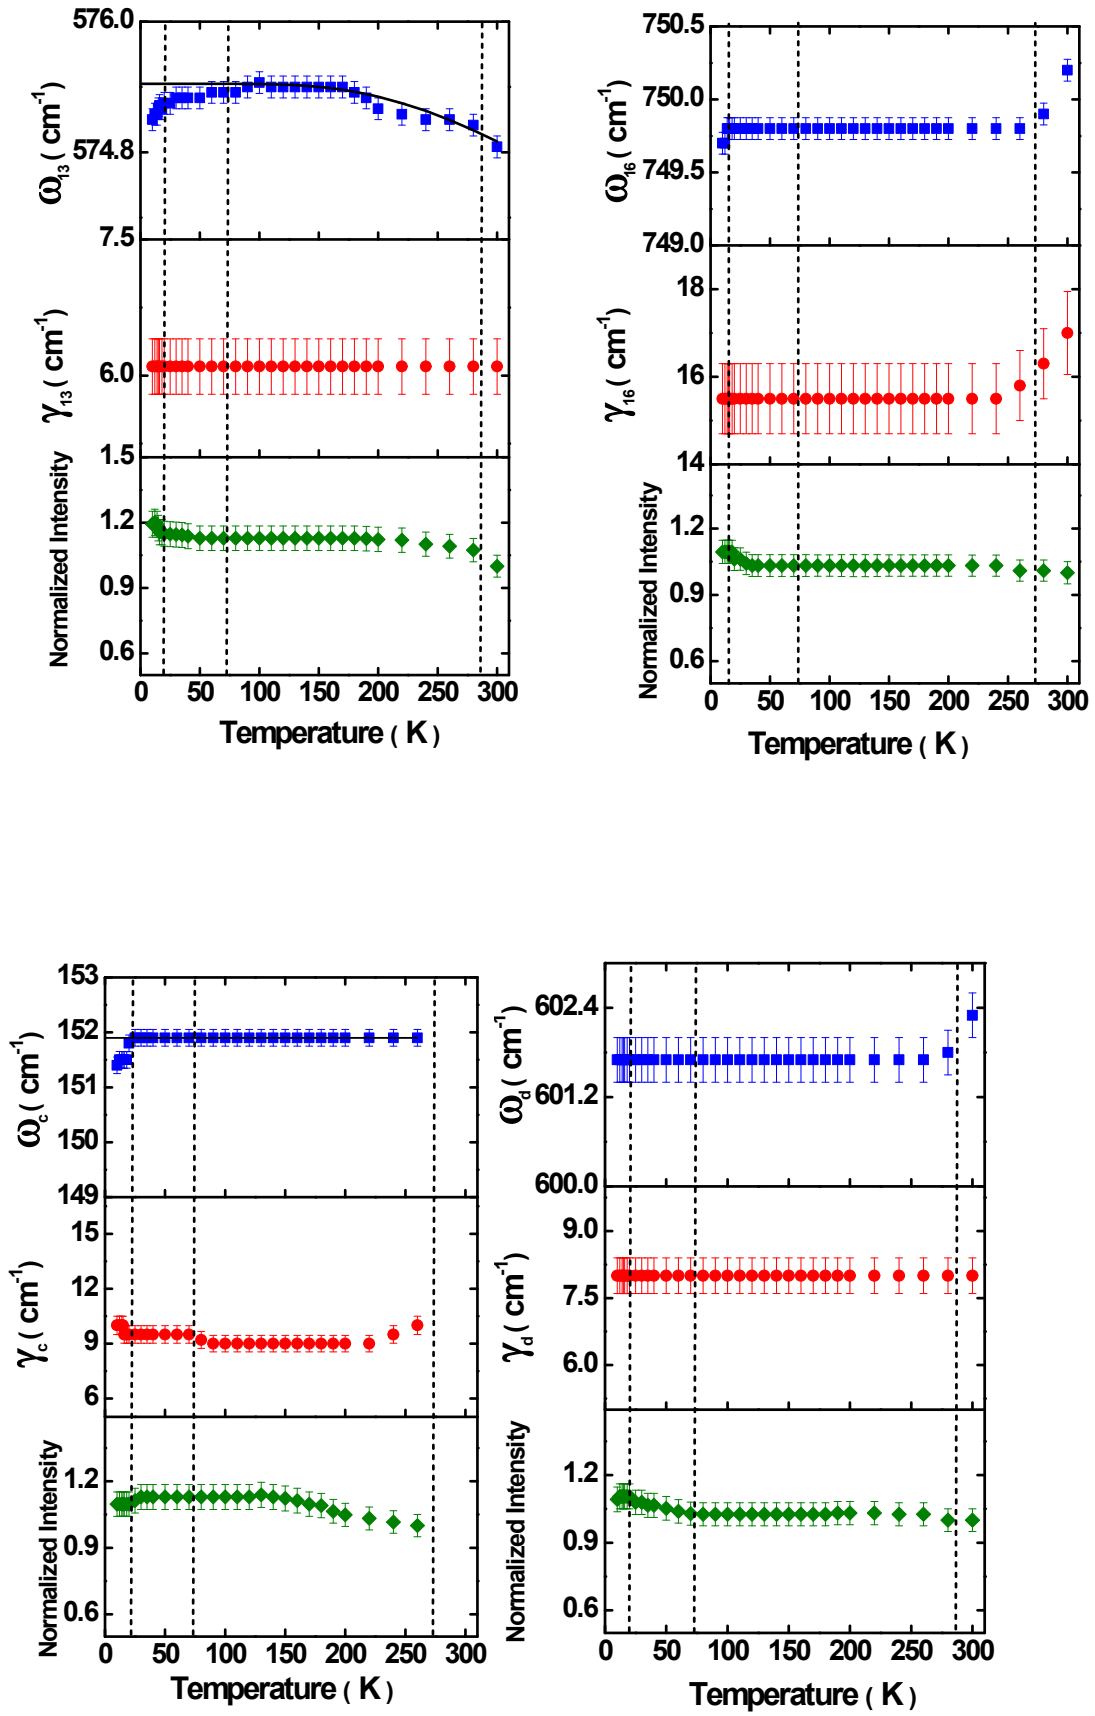 576.0
574.8
ω13 ( cm-1)
7.5
6.0
γ13 ( cm-1)
1.5
1.2
0.9
0.6
Normalized Intensity
0 50 100 150 200 250 300
Temperature ( K )
750.5
750.0
749.5
749.0
ω16 ( cm-1)
18
16
14
γ16 ( cm-1)
1.2
0.9
0.6
Normalized Intensity
0 50 100 150 200 250 300
Temperature ( K )
153
152
151
150
149
ωc ( cm-1)
15
12
9
6
γc ( cm-1)
1.2
0.9
0.6
Normalized Intensity
0 50 100 150 200 250 300
Temperature ( K )
602.4
601.2
600.0
ωd ( cm-1)
9.0
7.5
6.0
γd ( cm-1)
1.2
0.9
0.6
Normalized Intensity
0 50 100 150 200 250 300
Temperature ( K )